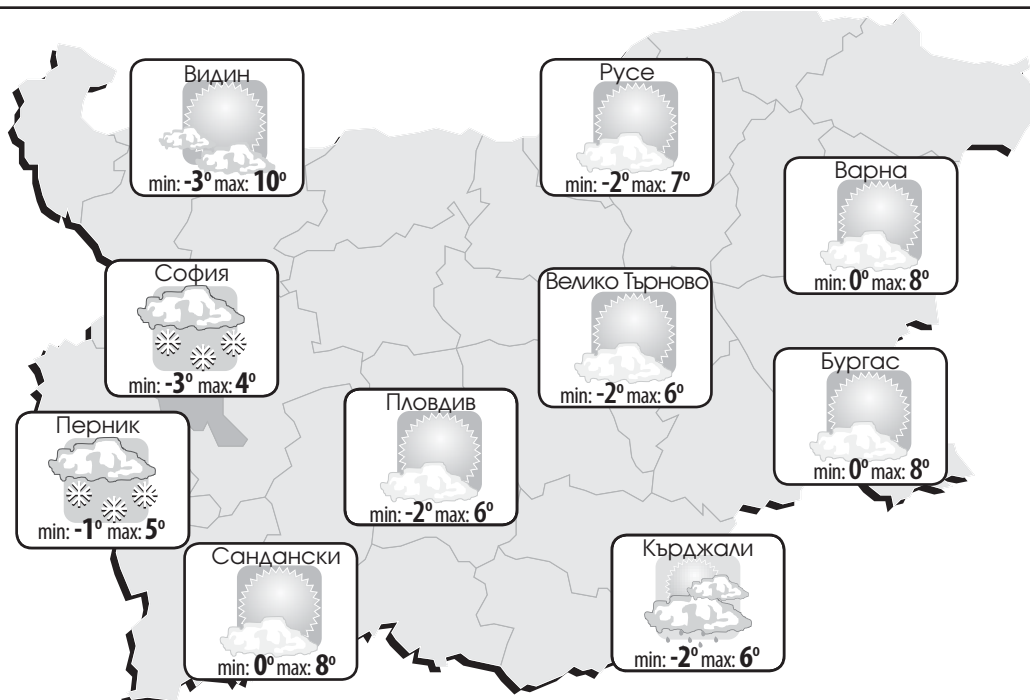 Видин
min: -3° max: 10°
Русе
min: -2° max: 7°
Варна
min: 0° max: 8°
София
min: -3° max: 4°
Велико Търново
min: -2° max: 6°
Бургас
min: 0° max: 8°
Пловдив
min: -2° max: 6°
Перник
min: -1° max: 5°
Сандански
min: 0° max: 8°
Кърджали
min: -2° max: 6°